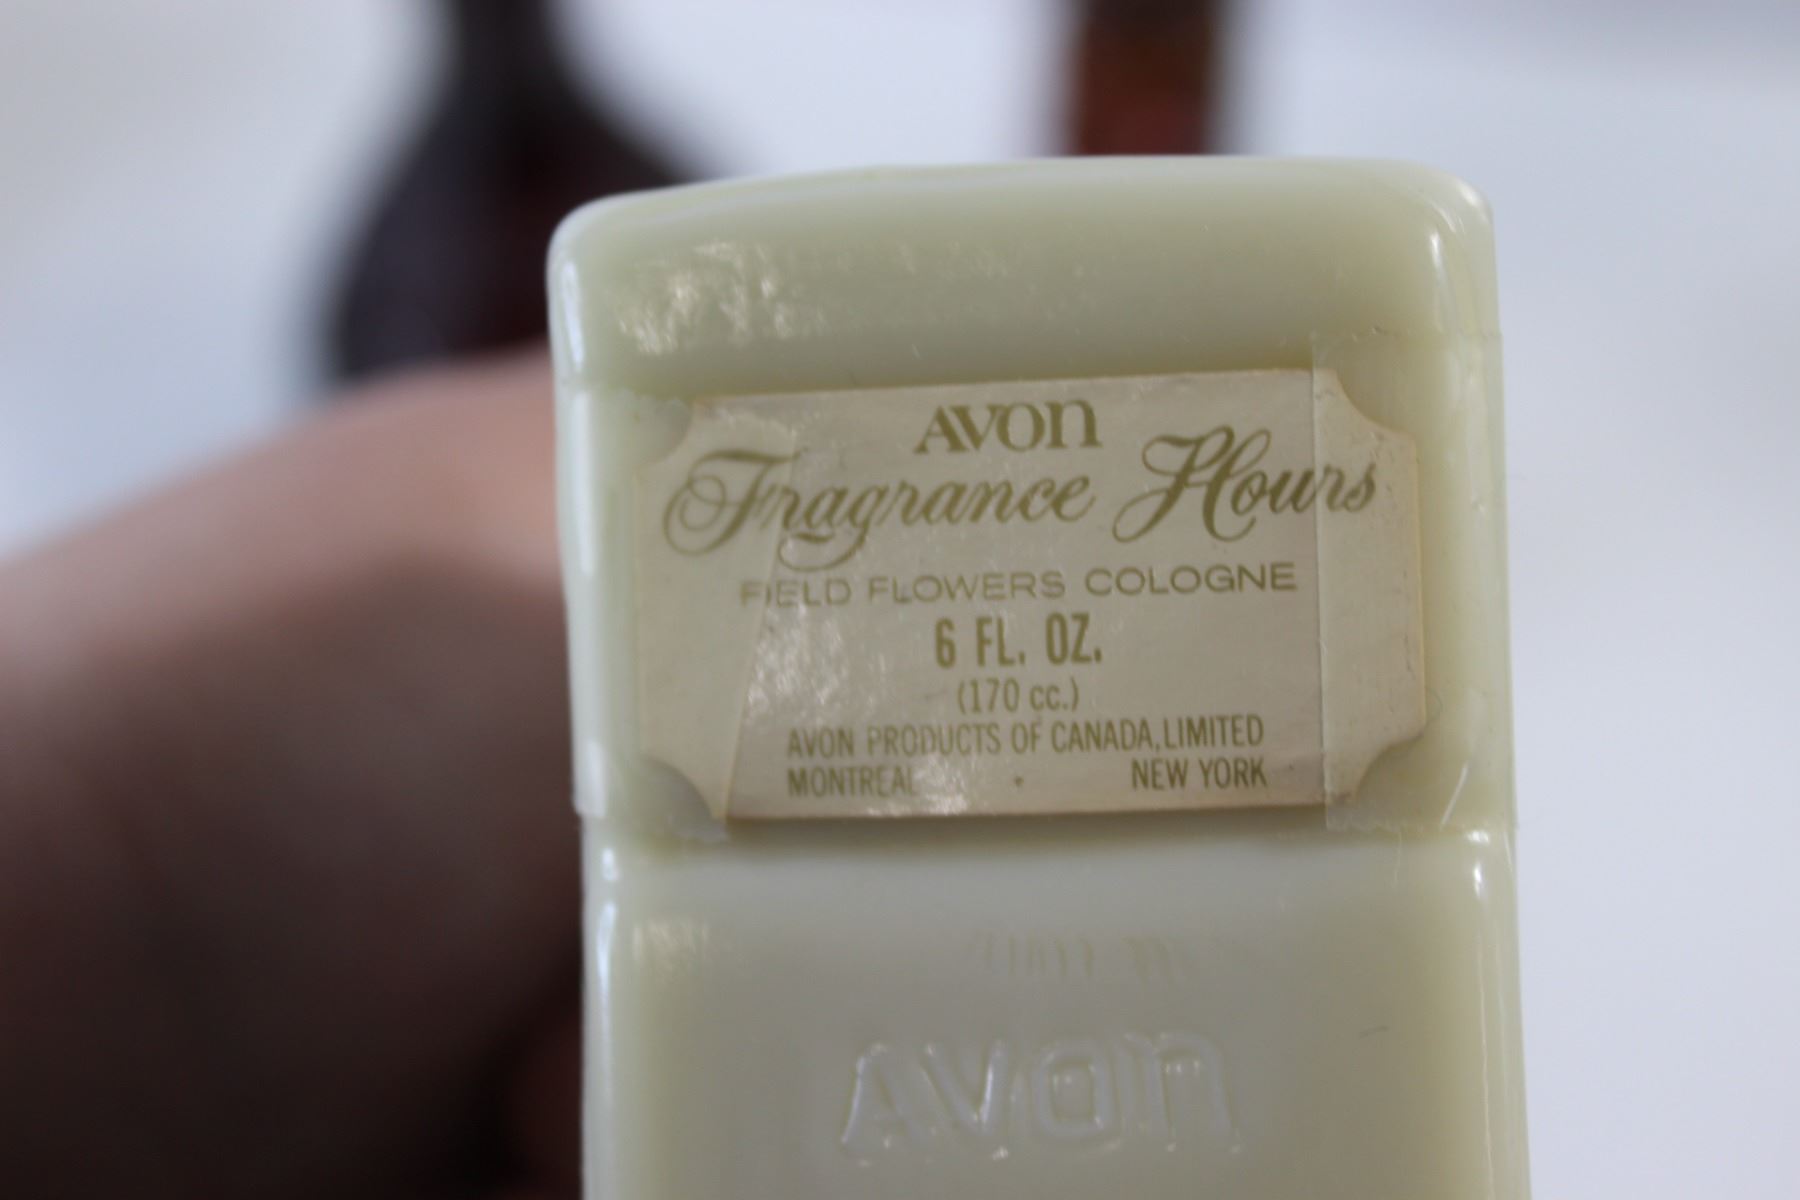 AVON
Fragrance Hours
FIELD FLOWERS COLOGNE
6 FL. OZ.
(170 cc.)
AVON PRODUCTS OF CANADA, LIMITED
MONTREAL • NEW YORK
AVON